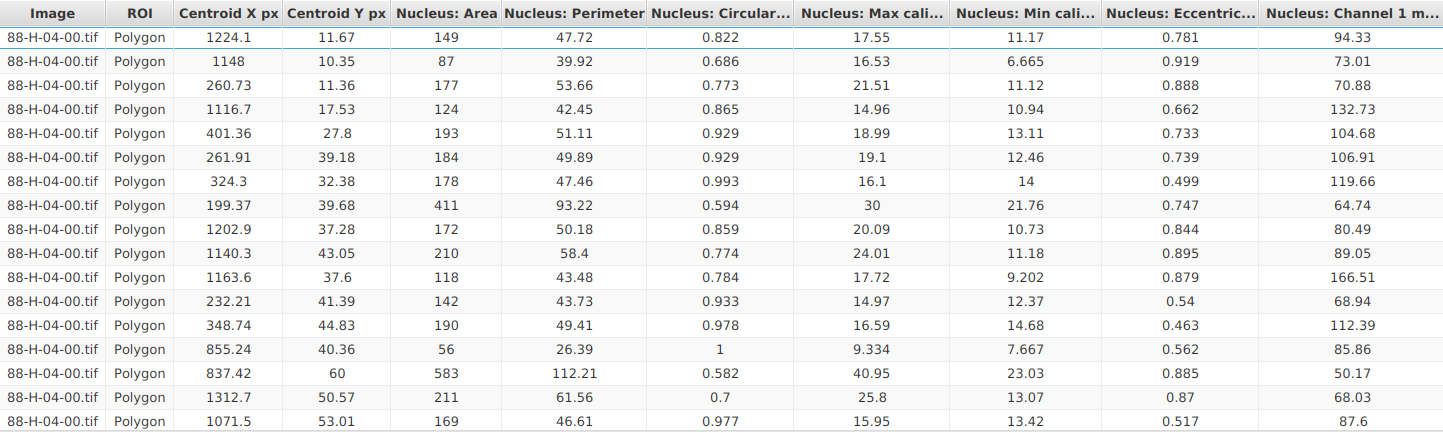 Image ROI Centroid X px Centroid Y px Nucleus: Area Nucleus: Perimeter Nucleus: Circular... Nucleus: Max cali... Nucleus: Min cali... Nucleus: Eccentric... Nucleus: Channel 1 m...
88-H-04-00.tif Polygon 1224.1 11.67 149 47.72 0.822 17.55 11.17 0.781 94.33
88-H-04-00.tif Polygon 1148 10.35 87 39.92 0.686 16.53 6.665 0.919 73.01
88-H-04-00.tif Polygon 260.73 11.36 177 53.66 0.773 21.51 11.12 0.888 70.88
88-H-04-00.tif Polygon 1116.7 17.53 124 42.45 0.865 14.96 10.94 0.662 132.73
88-H-04-00.tif Polygon 401.36 27.8 193 51.11 0.929 18.99 13.11 0.733 104.68
88-H-04-00.tif Polygon 261.91 39.18 184 49.89 0.929 19.1 12.46 0.739 106.91
88-H-04-00.tif Polygon 324.3 32.38 178 47.46 0.993 16.1 14 0.499 119.66
88-H-04-00.tif Polygon 199.37 39.68 411 93.22 0.594 30 21.76 0.747 64.74
88-H-04-00.tif Polygon 1202.9 37.28 172 50.18 0.859 20.09 10.73 0.844 80.49
88-H-04-00.tif Polygon 1140.3 43.05 210 58.4 0.774 24.01 11.18 0.895 89.05
88-H-04-00.tif Polygon 1163.6 37.6 118 43.48 0.784 17.72 9.202 0.879 166.51
88-H-04-00.tif Polygon 232.21 41.39 142 43.73 0.933 14.97 12.37 0.54 68.94
88-H-04-00.tif Polygon 348.74 44.83 190 49.41 0.978 16.59 14.68 0.463 112.39
88-H-04-00.tif Polygon 855.24 40.36 56 26.39 1 9.334 7.667 0.562 85.86
88-H-04-00.tif Polygon 837.42 60 583 112.21 0.582 40.95 23.03 0.885 50.17
88-H-04-00.tif Polygon 1312.7 50.57 211 61.56 0.7 25.8 13.07 0.87 68.03
88-H-04-00.tif Polygon 1071.5 53.01 169 46.61 0.977 15.95 13.42 0.517 87.6